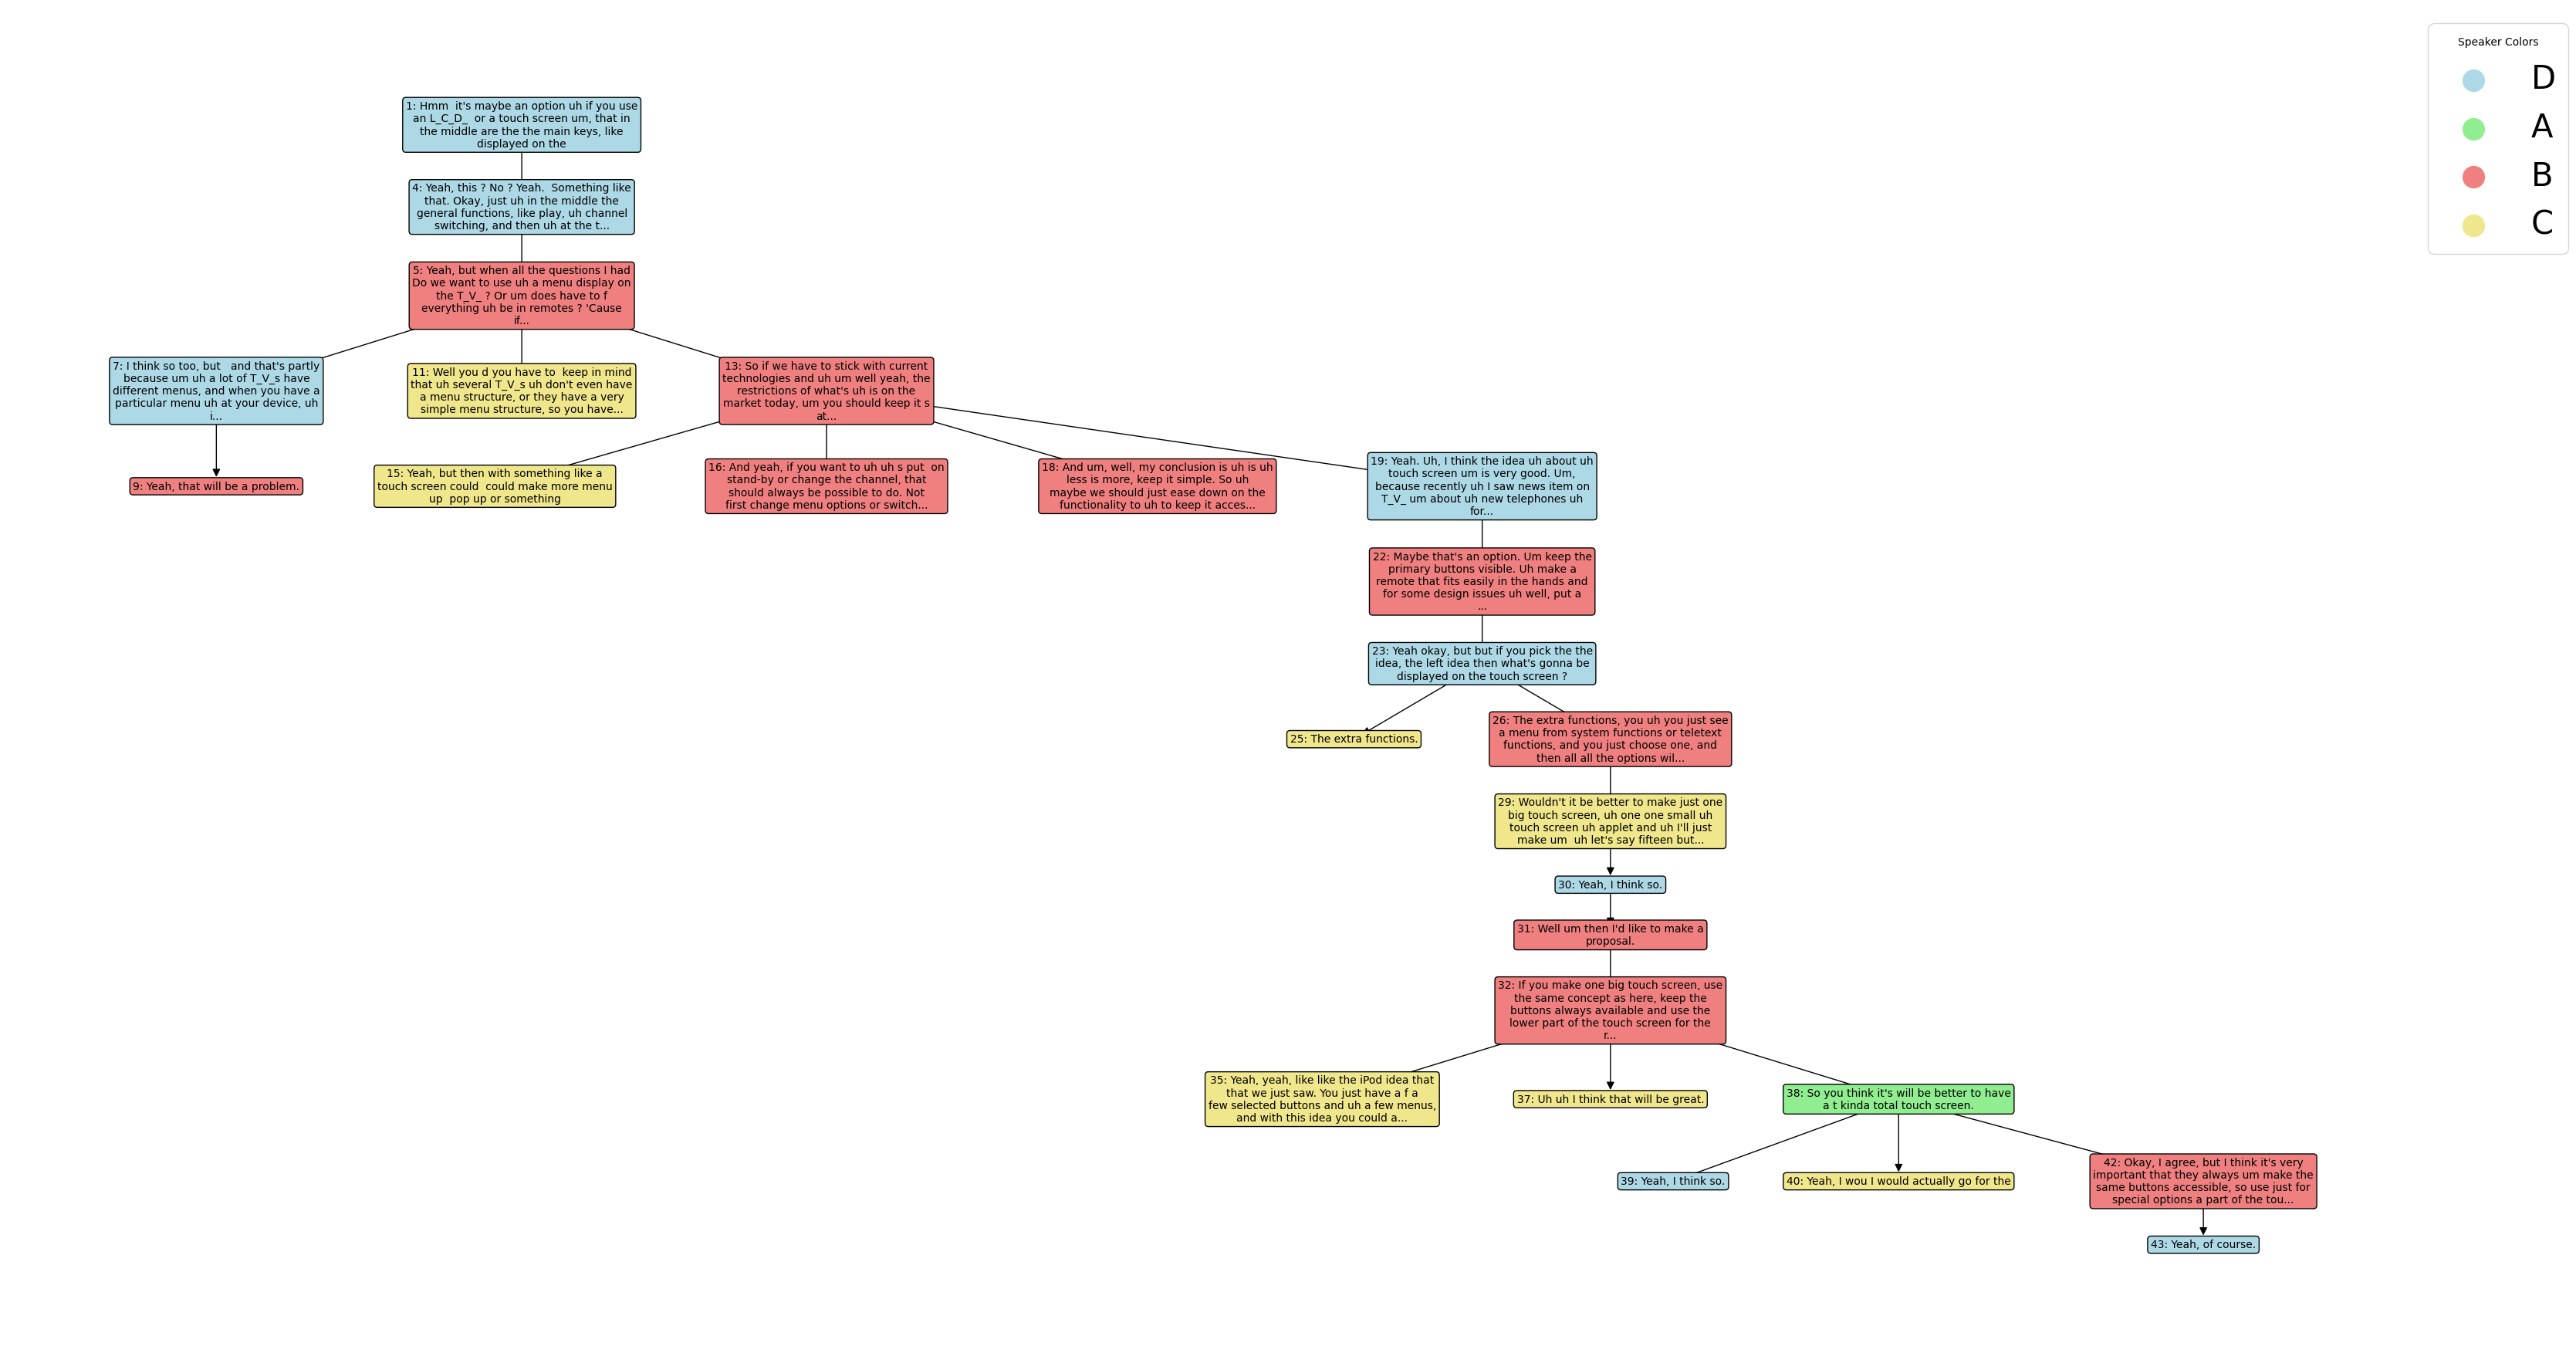 Speaker Colors
D
A
B
C
1: Hmm  it's maybe an option uh if you use
an L_C_D_  or a touch screen um, that in
the middle are the the main keys, like
displayed on the
4: Yeah, this ? No ? Yeah.  Something like
that. Okay, just uh in the middle the
general functions, like play, uh channel
switching, and then uh at the t...
5: Yeah, but when all the questions I had
Do we want to use uh a menu display on
the T_V_ ? Or um does have to f
everything uh be in remotes ? 'Cause
if...
7: I think so too, but   and that's partly
because um uh a lot of T_V_s have
different menus, and when you have a
particular menu uh at your device, uh
i...
11: Well you d you have to  keep in mind
that uh several T_V_s uh don't even have
a menu structure, or they have a very
simple menu structure, so you have...
13: So if we have to stick with current
technologies and uh um well yeah, the
restrictions of what's uh is on the
market today, um you should keep it s
at...
9: Yeah, that will be a problem.
15: Yeah, but then with something like a
touch screen could  could make more menu
up  pop up or something
16: And yeah, if you want to uh uh s put  on
stand-by or change the channel, that
should always be possible to do. Not
first change menu options or switch...
18: And um, well, my conclusion is uh is uh
less is more, keep it simple. So uh
maybe we should just ease down on the
functionality to uh to keep it acces...
19: Yeah. Uh, I think the idea uh about uh
touch screen um is very good. Um,
because recently uh I saw news item on
T_V_ um about uh new telephones uh
for...
22: Maybe that's an option. Um keep the
primary buttons visible. Uh make a
remote that fits easily in the hands and
for some design issues uh well, put a
...
23: Yeah okay, but but if you pick the the
idea, the left idea then what's gonna be
displayed on the touch screen ?
25: The extra functions.
26: The extra functions, you uh you just see
a menu from system functions or teletext
functions, and you just choose one, and
then all all the options wil...
29: Wouldn't it be better to make just one
big touch screen, uh one one small uh
touch screen uh applet and uh I'll just
make um  uh let's say fifteen but...
30: Yeah, I think so.
31: Well um then I'd like to make a
proposal.
32: If you make one big touch screen, use
the same concept as here, keep the
buttons always available and use the
lower part of the touch screen for the
r...
35: Yeah, yeah, like like the iPod idea that
that we just saw. You just have a f a
few selected buttons and uh a few menus,
and with this idea you could a...
37: Uh uh I think that will be great.
38: So you think it's will be better to have
a t kinda total touch screen.
39: Yeah, I think so.
40: Yeah, I wou I would actually go for the
42: Okay, I agree, but I think it's very
important that they always um make the
same buttons accessible, so use just for
special options a part of the tou...
43: Yeah, of course.